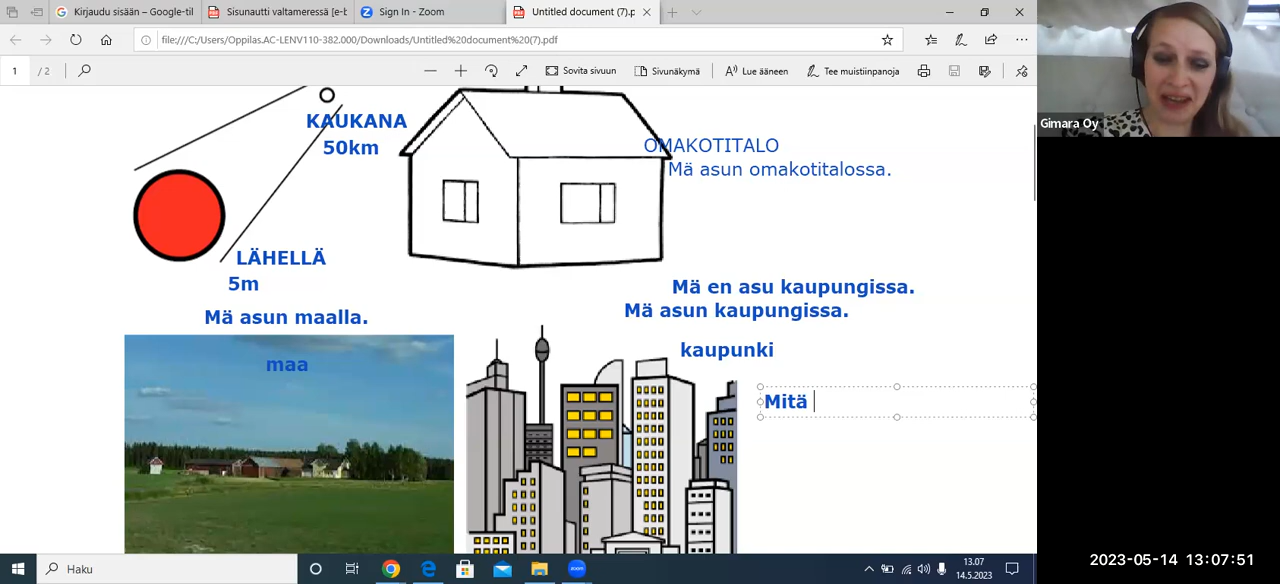 Kirjaudu sisään – Google-til
Sisunautti valtameressä [e-b
Sign In - Zoom
Untitled document (7).p
file:///C:/Users/Oppilas.AC-LENV110-382.000/Downloads/Untitled%20document%20(7).pdf
1 / 2
Sovita sivuun
Sivunäkymä
Lue ääneen
Tee muistiinpanoja
Gimara Oy
KAUKANA
50km
OMAKOTITALO
Mä asun omakotitalossa.
LÄHELLÄ
5m
Mä en asu kaupungissa.
Mä asun maalla.
Mä asun kaupungissa.
kaupunki
maa
Mitä
Haku
13.07
14.5.2023
2023-05-14 13:07:51